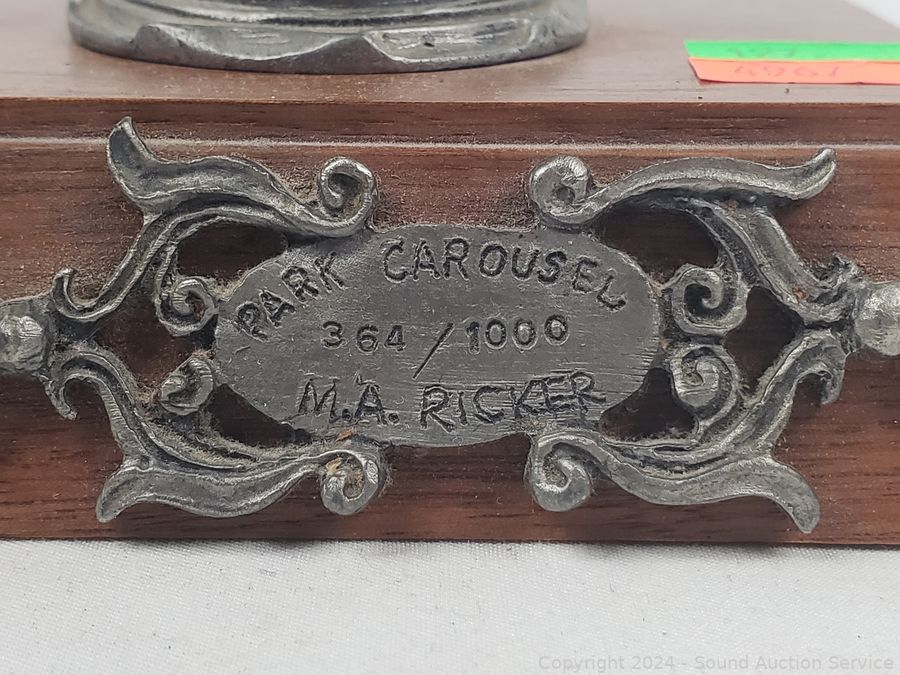 PARK CAROUSEL
364/1000
M.A. RICKER
Copyright 2024 - Sound Auction Service